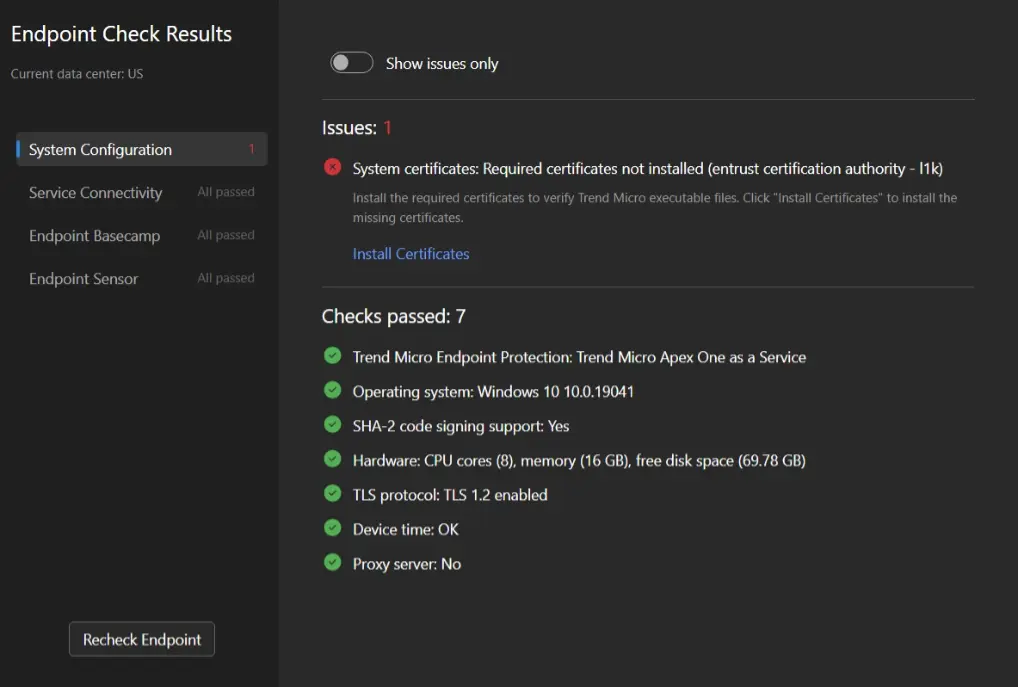 Endpoint Check Results
Current data center: US
System Configuration 1
Service Connectivity All passed
Endpoint Basecamp All passed
Endpoint Sensor All passed
Recheck Endpoint
Show issues only
Issues: 1
System certificates: Required certificates not installed (entrust certification authority - l1k)
Install the required certificates to verify Trend Micro executable files. Click "Install Certificates" to install the
missing certificates.
Install Certificates
Checks passed: 7
Trend Micro Endpoint Protection: Trend Micro Apex One as a Service
Operating system: Windows 10 10.0.19041
SHA-2 code signing support: Yes
Hardware: CPU cores (8), memory (16 GB), free disk space (69.78 GB)
TLS protocol: TLS 1.2 enabled
Device time: OK
Proxy server: No